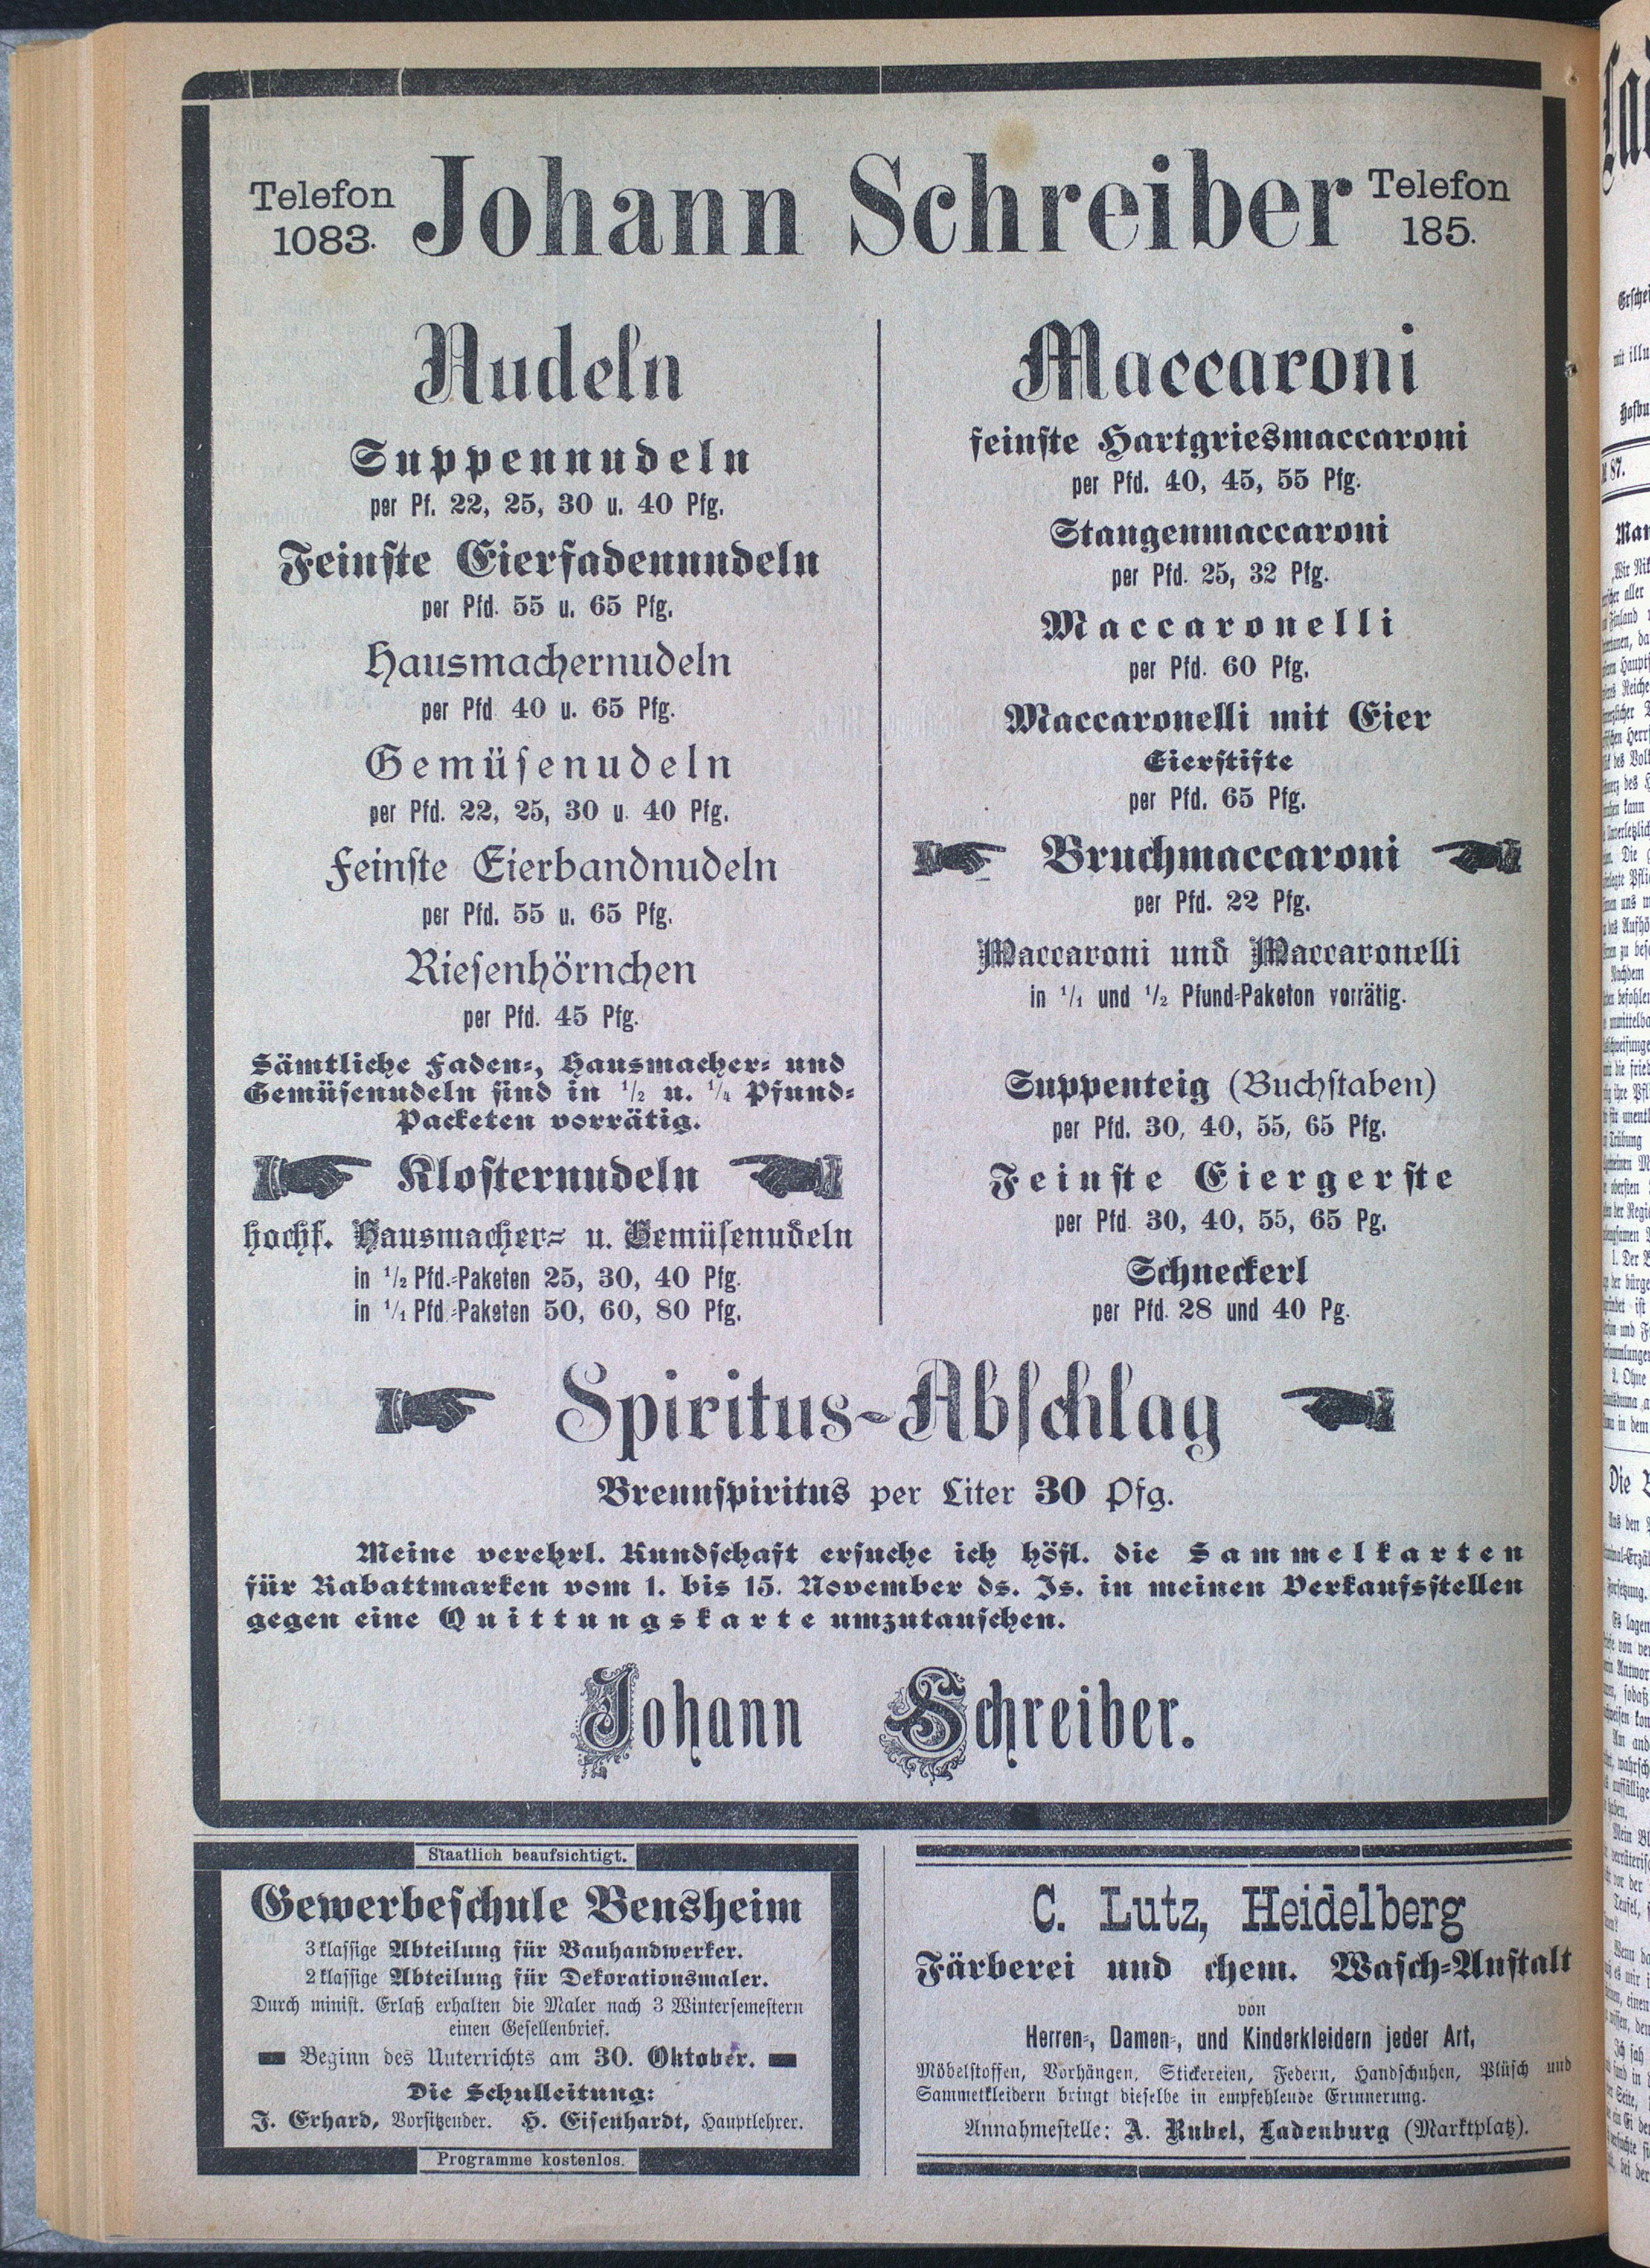 Telefon
1083.
Johann Schreiber
Telefon
185.
Nudeln
Suppennudeln
per Pf. 22, 25, 30 u. 40 Pfg.
Feinste Eierfadennudeln
per Pfd. 55 u. 65 Pfg.
Hausmachernudeln
per Pfd 40 u. 65 Pfg.
Gemüsenudeln
per Pfd. 22, 25, 30 u. 40 Pfg.
Feinste Eierbandnudeln
per Pfd. 55 u. 65 Pfg.
Riesenhörnchen
per Pfd. 45 Pfg.
Sämtliche Faden-, Hausmacher- und
Gemüsenudeln sind in 1/2 u. 1/4 Pfund-
Packeten vorrätig.
Klosternudeln
hochf. Hausmacher- u. Gemüsenudeln
in 1/2 Pfd.-Paketen 25, 30, 40 Pfg.
in 1/1 Pfd.-Paketen 50, 60, 80 Pfg.
Maccaroni
feinste Hartgriesmaccaroni
per Pfd. 40, 45, 55 Pfg.
Stangenmaccaroni
per Pfd. 25, 32 Pfg.
Maccaronelli
per Pfd. 60 Pfg.
Maccaronelli mit Eier
Eierstifte
per Pfd. 65 Pfg.
Bruchmaccaroni
per Pfd. 22 Pfg.
Maccaroni und Maccaronelli
in 1/1 und 1/2 Pfund-Paketon vorrätig.
Suppenteig (Buchstaben)
per Pfd. 30, 40, 55, 65 Pfg.
Feinste Eiergerste
per Pfd. 30, 40, 55, 65 Pg.
Schneckerl
per Pfd. 28 und 40 Pg.
Spiritus-Abschlag
Brennspiritus per Liter 30 Pfg.
Meine verehrl. Kundschaft ersuche ich höfl. die Sammelkarten
für Rabattmarken vom 1. bis 15. November ds. Js. in meinen Verkaufsstellen
gegen eine Quittungskarte umzutauschen.
Johann Schreiber.
Staatlich beaufsichtigt.
Gewerbeschule Bensheim
3klassige Abteilung für Bauhandwerker.
2klassige Abteilung für Dekorationsmaler.
Durch minist. Erlaß erhalten die Maler nach 3 Wintersemestern
einen Gesellenbrief.
Beginn des Unterrichts am 30. Oktober.
Die Schulleitung:
J. Erhard, Vorsitzender. H. Eisenhardt, Hauptlehrer.
Programme kostenlos.
C. Lutz, Heidelberg
Färberei und chem. Wasch-Anstalt
von
Herren-, Damen-, und Kinderkleidern jeder Art,
Möbelstoffen, Vorhängen, Stickereien, Federn, Handschuhen, Plüsch und
Sammetkleidern bringt dieselbe in empfehlende Erinnerung.
Annahmestelle: A. Rubel, Ladenburg (Marktplatz).